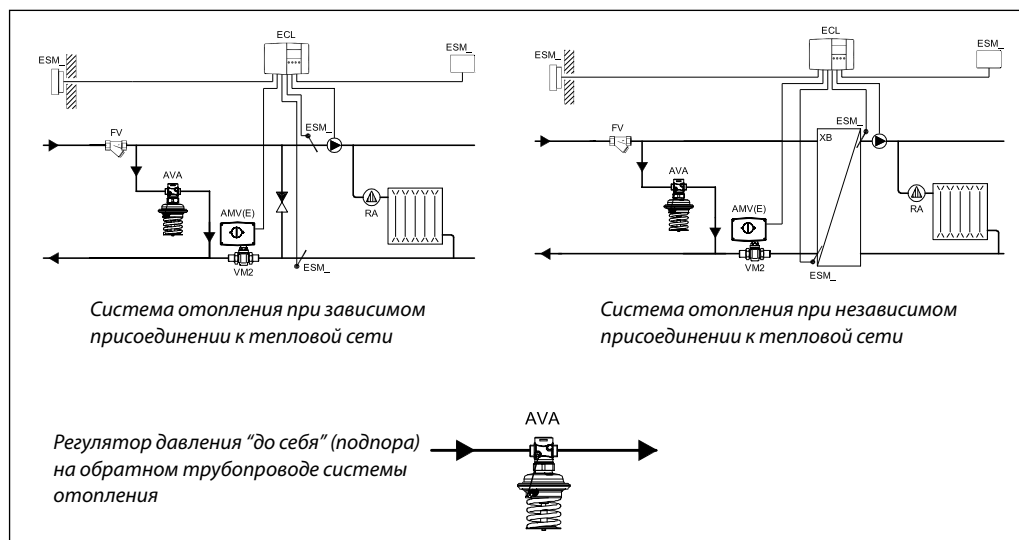 ECL
ESM_
ESM_
ESM_
FV
AVA
AMV(E)
RA
VM2
ESM_
Система отопления при зависимом
присоединении к тепловой сети
ECL
ESM_
ESM_
ESM_
FV
XB
AVA
AMV(E)
RA
VM2
ESM_
Система отопления при независимом
присоединении к тепловой сети
AVA
Регулятор давления “до себя” (подпора)
на обратном трубопроводе системы
отопления